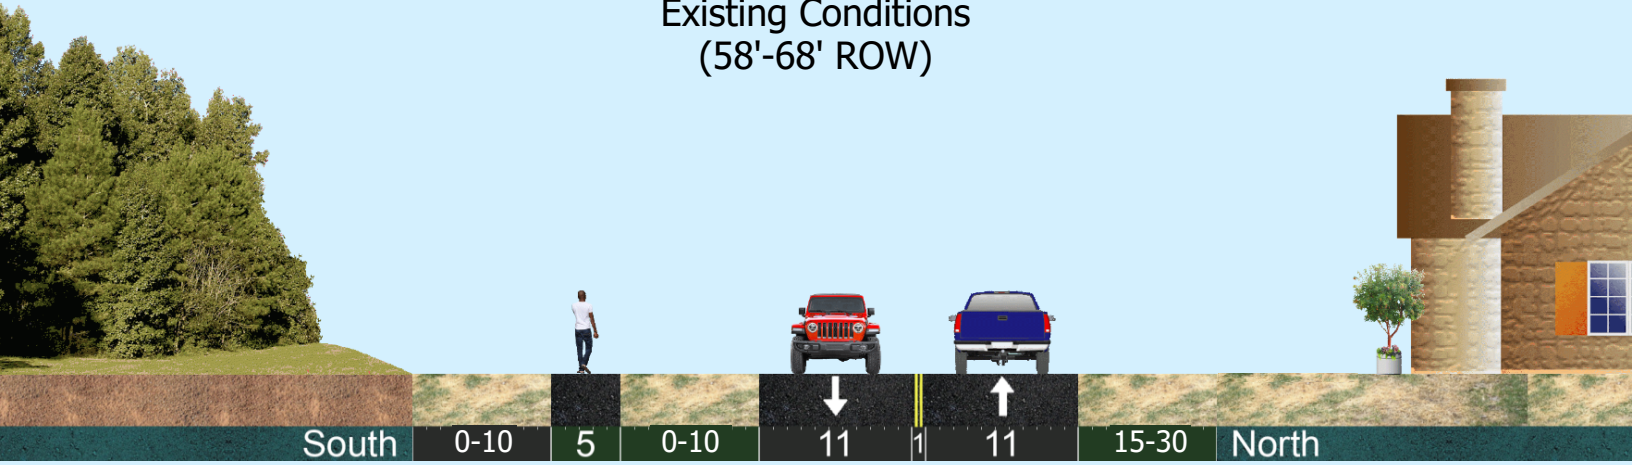 Existing Conditions
(58'-68' ROW)
South 0-10 5 0-10 11 1 11 15-30 North